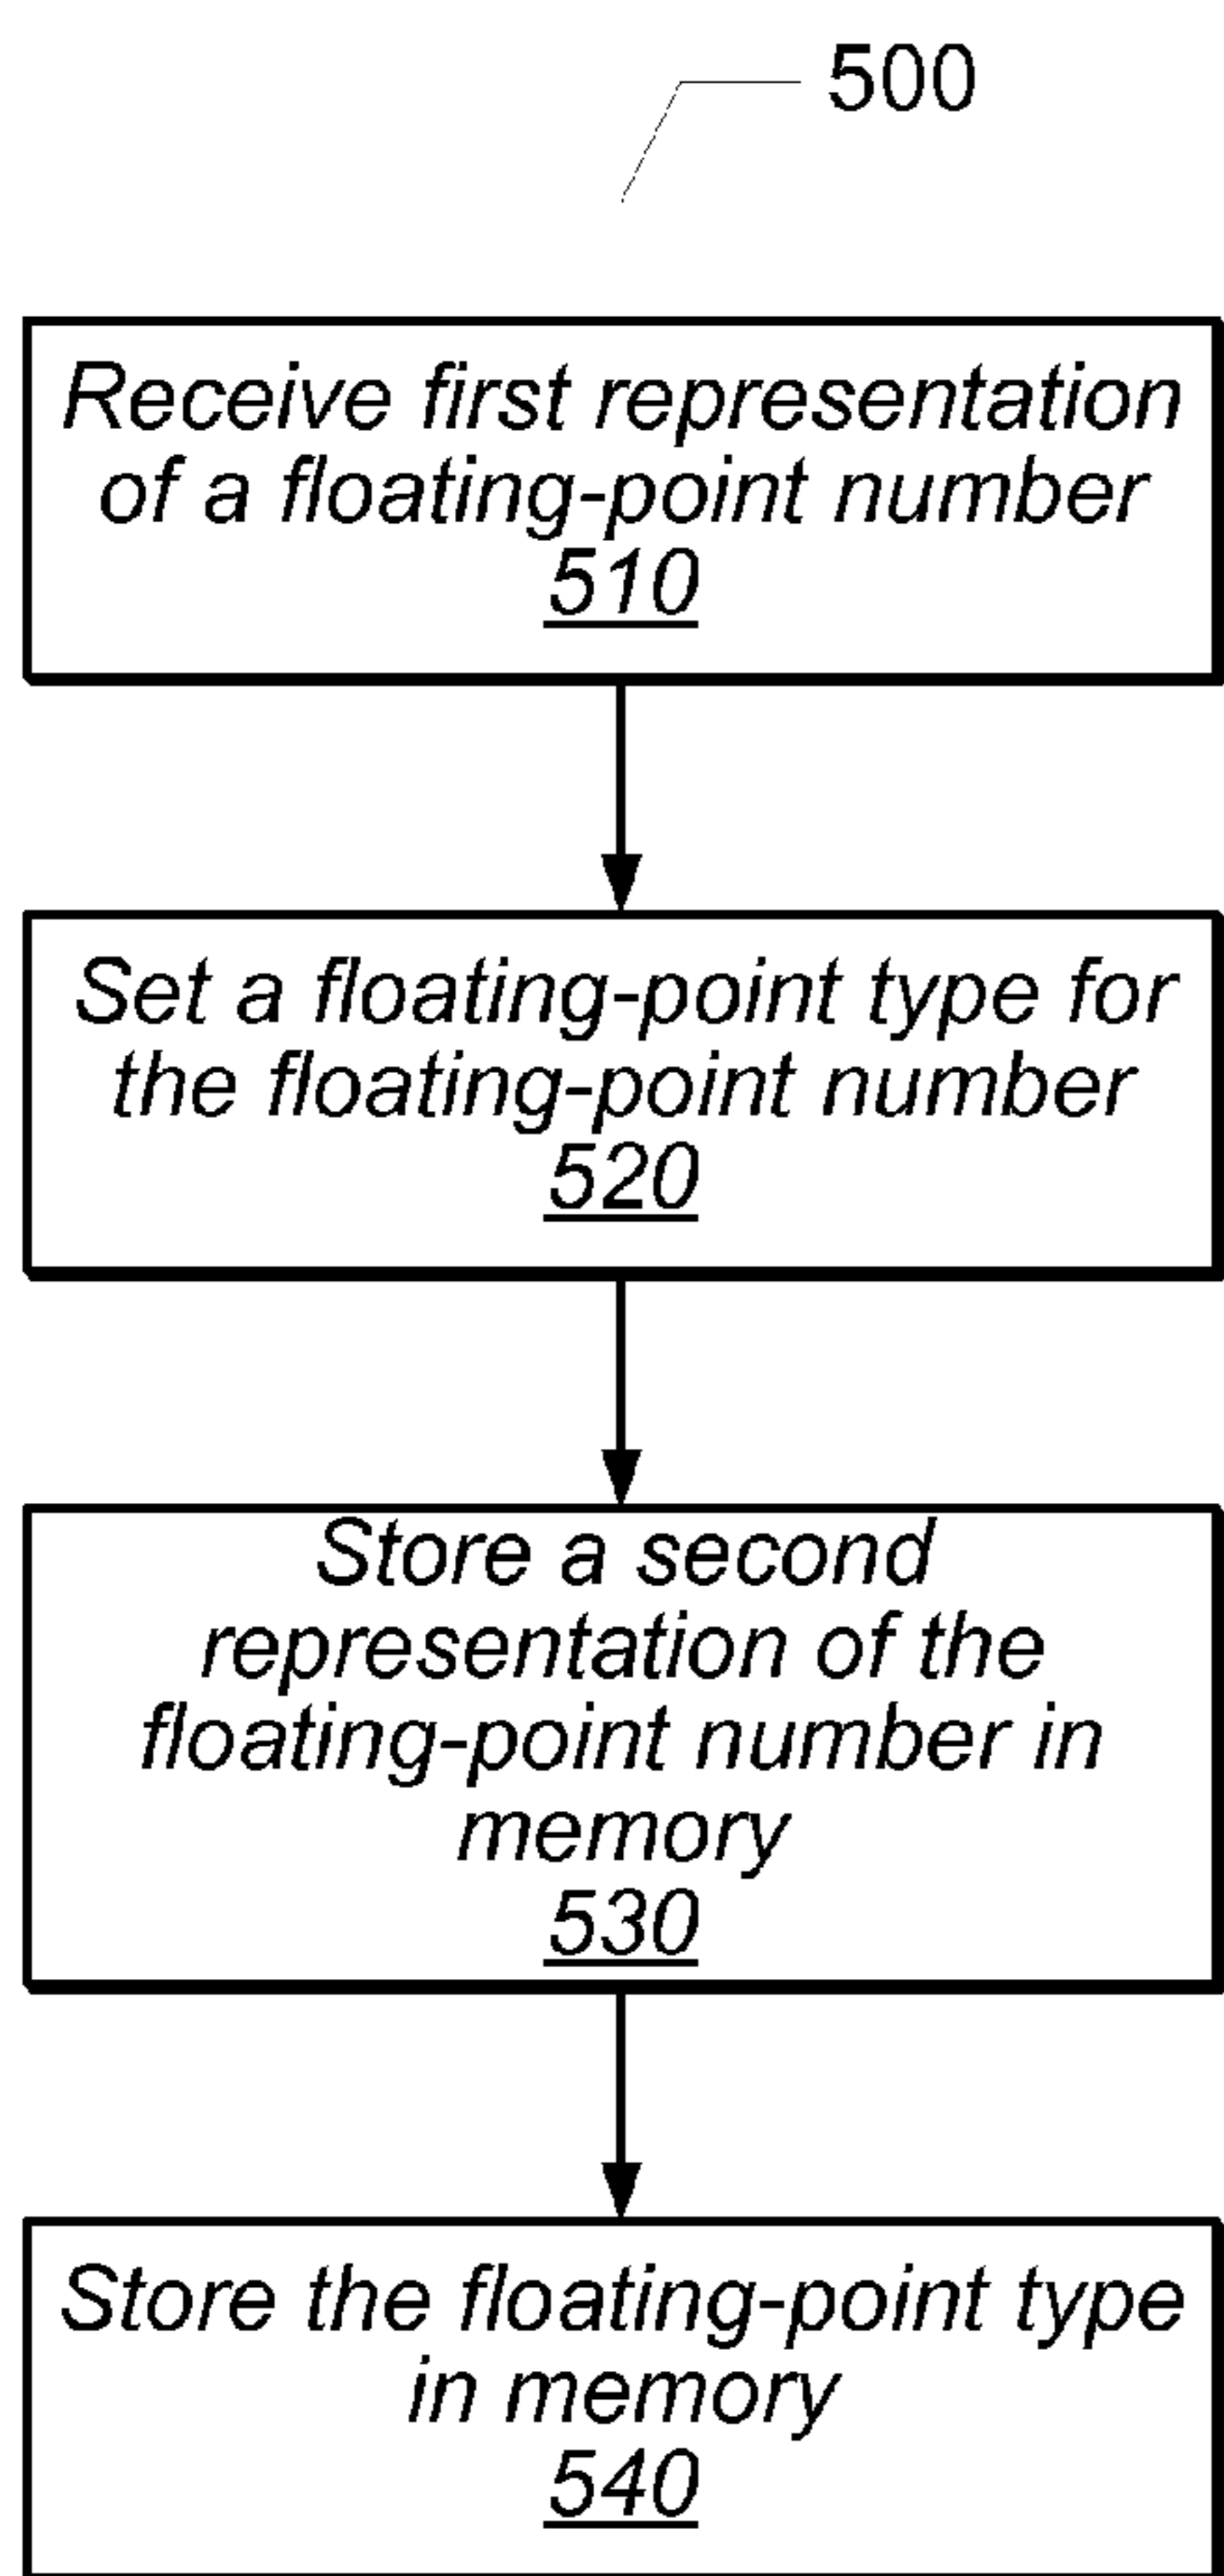 500
Receive first representation
of a floating-point number
510
Set a floating-point type for
the floating-point number
520
Store a second
representation of the
floating-point number in
memory
530
Store the floating-point type
in memory
540